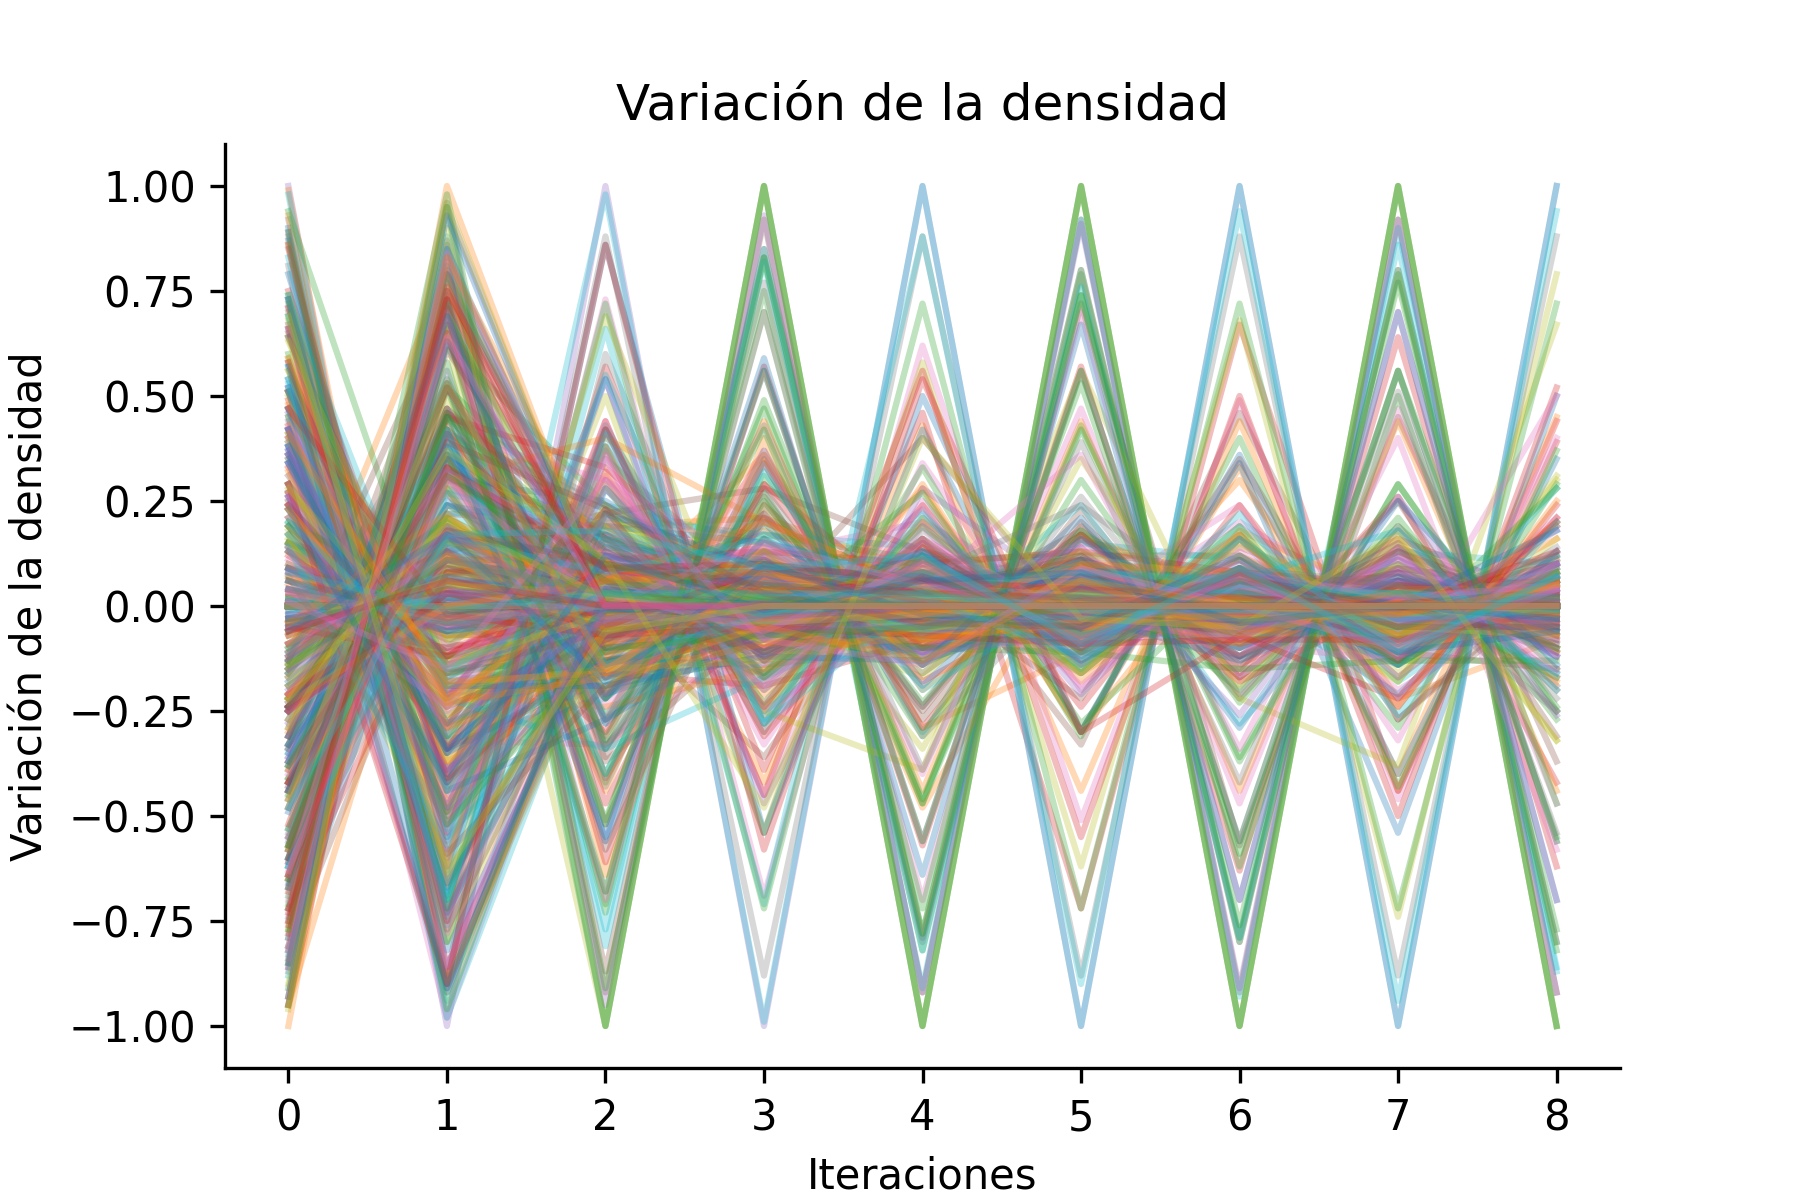 Variación de la densidad
Variación de la densidad
1.00
0.75
0.50
0.25
0.00
−0.25
−0.50
−0.75
−1.00
0 1 2 3 4 5 6 7 8
Iteraciones